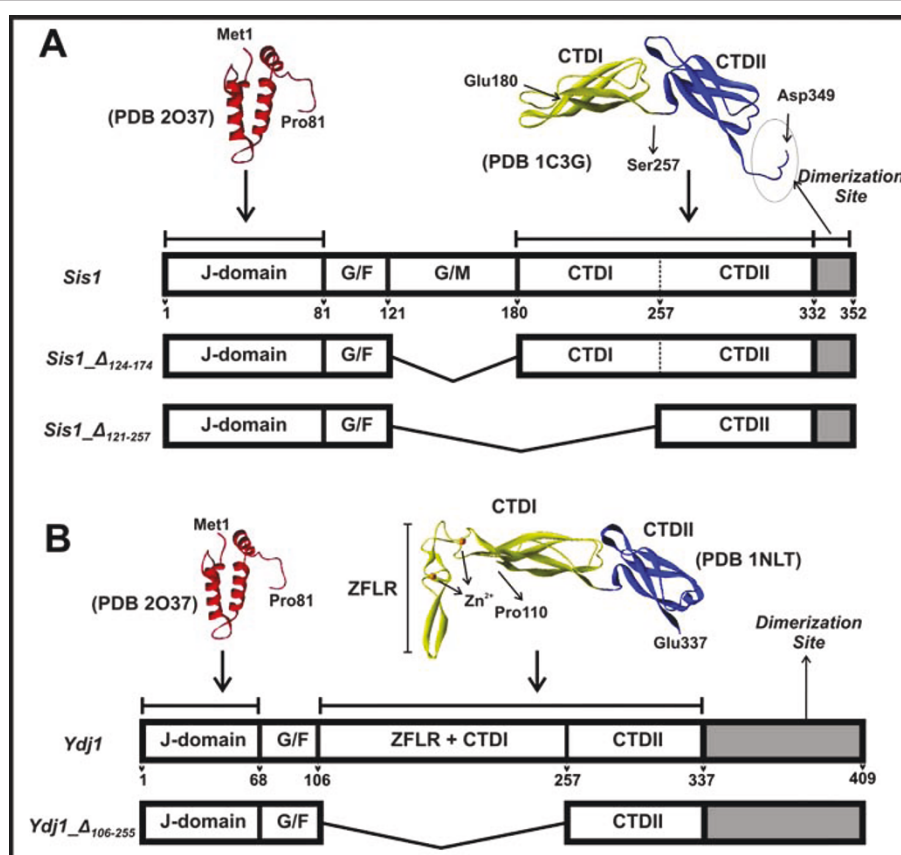 A
Met1
(PDB 2O37)
Pro81
CTDI
CTDII
Glu180
Asp349
(PDB 1C3G)
Ser257
Dimerization
Site
Sis1
J-domain G/F G/M CTDI CTDII
1 81 121 180 257 332 352
Sis1_Δ124-174
J-domain G/F CTDI CTDII
Sis1_Δ121-257
J-domain G/F CTDII
B
Met1
(PDB 2O37)
Pro81
CTDI
CTDII
(PDB 1NLT)
ZFLR
Zn2+
Pro110
Glu337
Dimerization
Site
Ydj1
J-domain G/F ZFLR + CTDI CTDII
1 68 106 257 337 409
Ydj1_Δ106-255
J-domain G/F CTDII